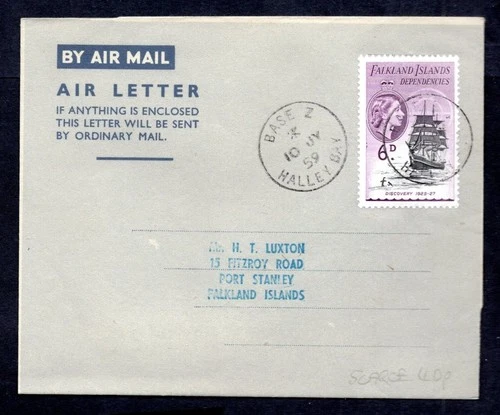 BY AIR MAIL
AIR LETTER
IF ANYTHING IS ENCLOSED
THIS LETTER WILL BE SENT
BY ORDINARY MAIL.
FALKLAND ISLANDS
DEPENDENCIES
6D
DISCOVERY 1925-27
BASE Z
10 JY
59
HALLEY BAY
Mr. H. T. LUXTON
15 FITZROY ROAD
PORT STANLEY
FALKLAND ISLANDS
SCARCE